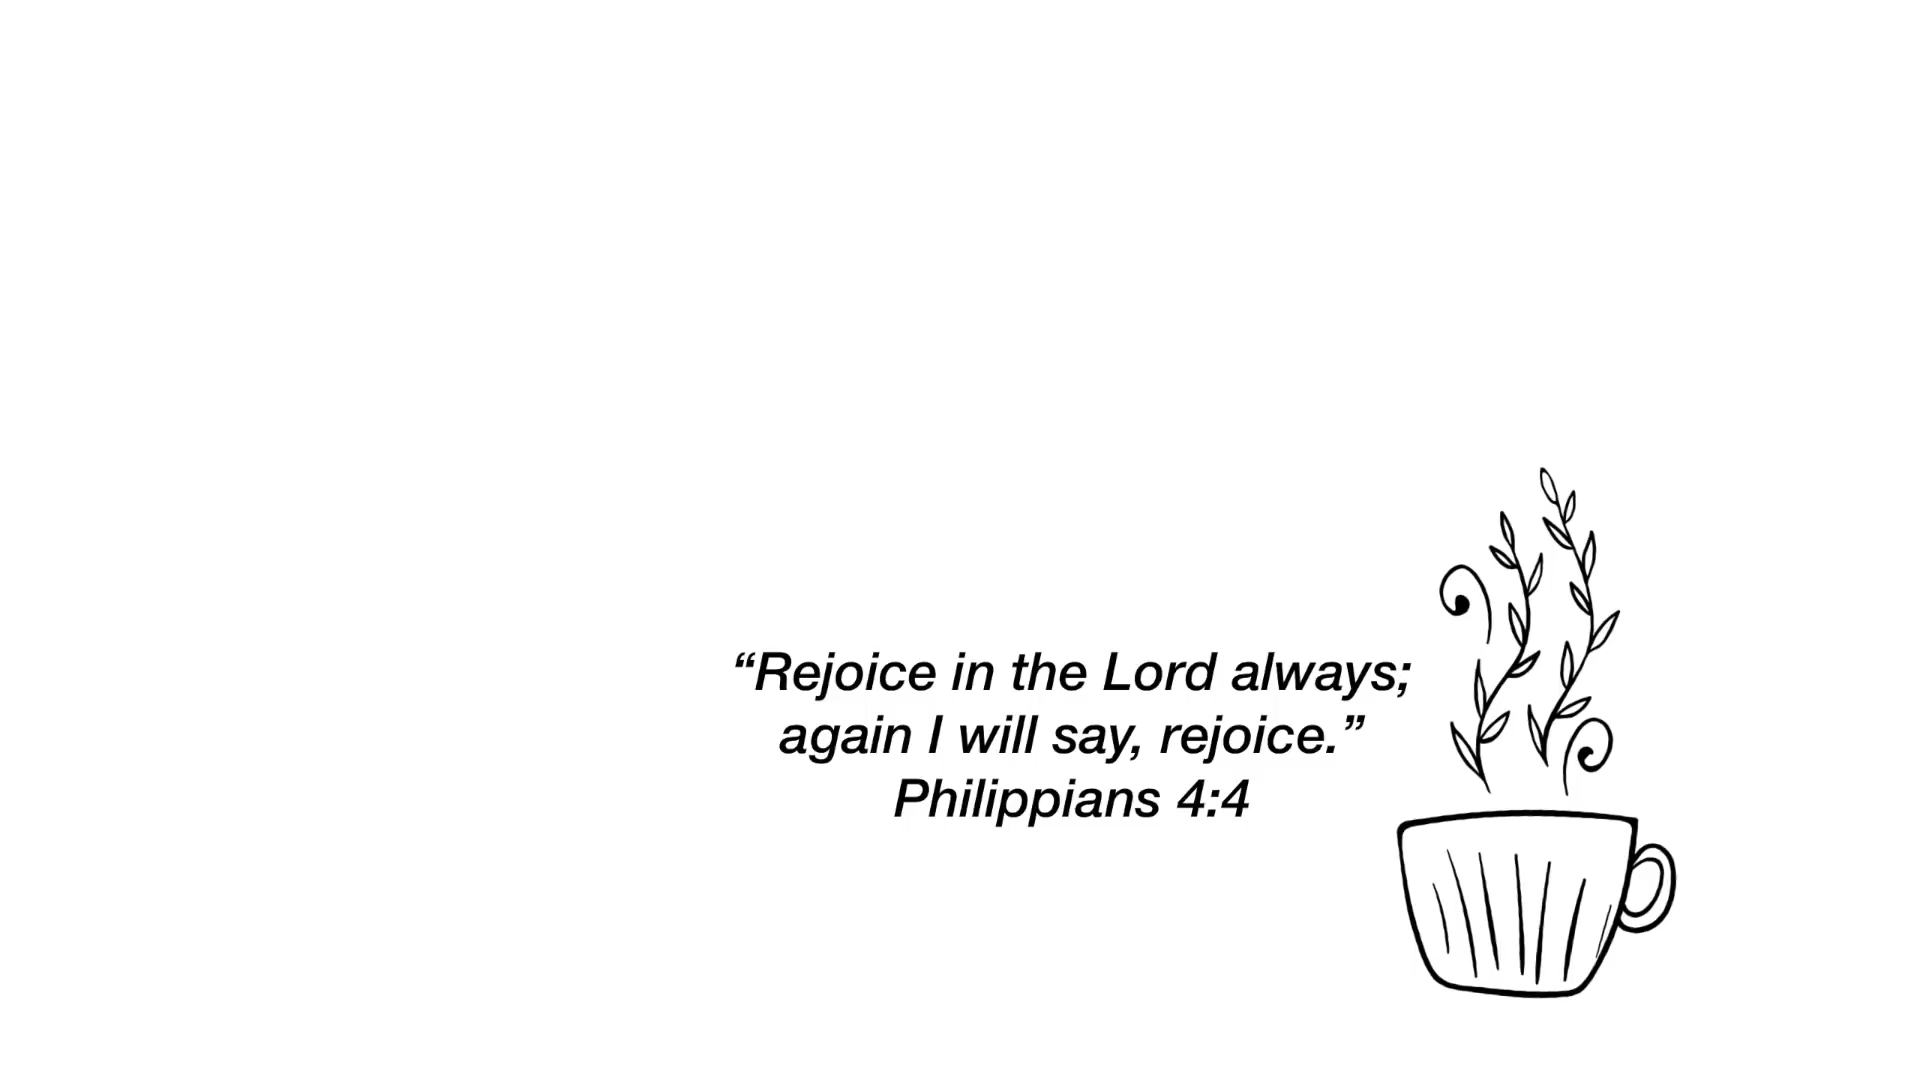 “Rejoice in the Lord always;
again I will say, rejoice.”
Philippians 4:4